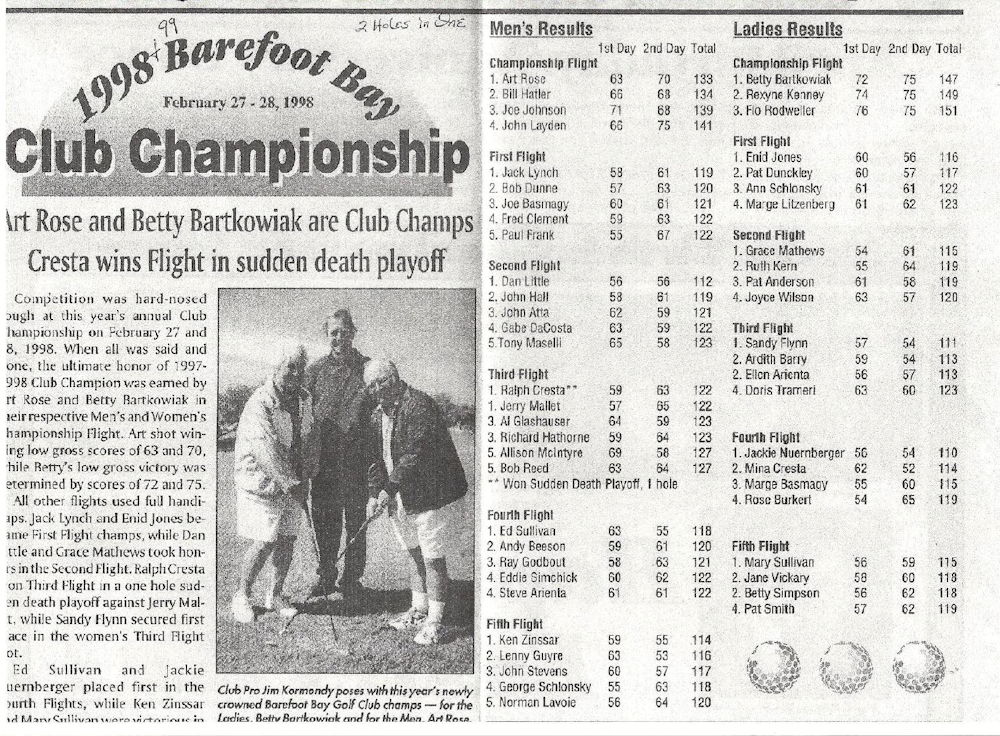 99
+
2 Holes in One
1998 Barefoot Bay
February 27 - 28, 1998
Club Championship
Art Rose and Betty Bartkowiak are Club Champs
Cresta wins Flight in sudden death playoff
Competition was hard-nosed
ough at this year's annual Club
hampionship on February 27 and
8, 1998. When all was said and
one, the ultimate honor of 1997-
998 Club Champion was earned by
rt Rose and Betty Bartkowiak in
heir respective Men's and Women's
hampionship Flight. Art shot win-
ing low gross scores of 63 and 70,
hile Betty's low gross victory was
etermined by scores of 72 and 75.
All other flights used full handi-
aps. Jack Lynch and Enid Jones be-
ame First Flight champs, while Dan
ttle and Grace Mathews took hon-
rs in the Second Flight. Ralph Cresta
on Third Flight in a one hole sud-
en death playoff against Jerry Mal-
t, while Sandy Flynn secured first
ace in the women's Third Flight
ot.
Ed Sullivan and Jackie
uernberger placed first in the
ourth Flights, while Ken Zinssar
nd Mary Sullivan were victorious in
Club Pro Jim Kormondy poses with this year's newly
crowned Barefoot Bay Golf Club champs — for the
Ladies, Betty Bartkowiak and for the Men, Art Rose.
Men's Results
1st Day 2nd Day Total
Championship Flight
1. Art Rose 63 70 133
2. Bill Hatler 66 68 134
3. Joe Johnson 71 68 139
4. John Layden 66 75 141
First Flight
1. Jack Lynch 58 61 119
2. Bob Dunne 57 63 120
3. Joe Basmagy 60 61 121
4. Fred Clement 59 63 122
5. Paul Frank 55 67 122
Second Flight
1. Dan Little 56 56 112
2. John Hall 58 61 119
3. John Atta 62 59 121
4. Gabe DaCosta 63 59 122
5.Tony Maselli 65 58 123
Third Flight
1. Ralph Cresta** 59 63 122
1. Jerry Mallet 57 65 122
3. Al Glashauser 64 59 123
3. Richard Hathorne 59 64 123
5. Allison McIntyre 69 58 127
5. Bob Reed 63 64 127
** Won Sudden Death Playoff, 1 hole
Fourth Flight
1. Ed Sullivan 63 55 118
2. Andy Beeson 59 61 120
3. Ray Godbout 58 63 121
4. Eddie Simchick 60 62 122
4. Steve Arienta 61 61 122
Fifth Flight
1. Ken Zinssar 59 55 114
2. Lenny Guyre 63 53 116
3. John Stevens 60 57 117
4. George Schlonsky 55 63 118
5. Norman Lavoie 56 64 120
Ladies Results
1st Day 2nd Day Total
Championship Flight
1. Betty Bartkowiak 72 75 147
2. Rexyne Kenney 74 75 149
3. Flo Rodweller 76 75 151
First Flight
1. Enid Jones 60 56 116
2. Pat Dunckley 60 57 117
3. Ann Schlonsky 61 61 122
4. Marge Litzenberg 61 62 123
Second Flight
1. Grace Mathews 54 61 115
2. Ruth Kern 55 64 119
3. Pat Anderson 61 58 119
4. Joyce Wilson 63 57 120
Third Flight
1. Sandy Flynn 57 54 111
2. Ardith Barry 59 54 113
2. Ellen Arienta 56 57 113
4. Doris Trameri 63 60 123
Fourth Flight
1. Jackie Nuernberger 56 54 110
2. Mina Cresta 62 52 114
3. Marge Basmagy 55 60 115
4. Rose Burkert 54 65 119
Fifth Flight
1. Mary Sullivan 56 59 115
2. Jane Vickary 58 60 118
2. Betty Simpson 56 62 118
4. Pat Smith 57 62 119